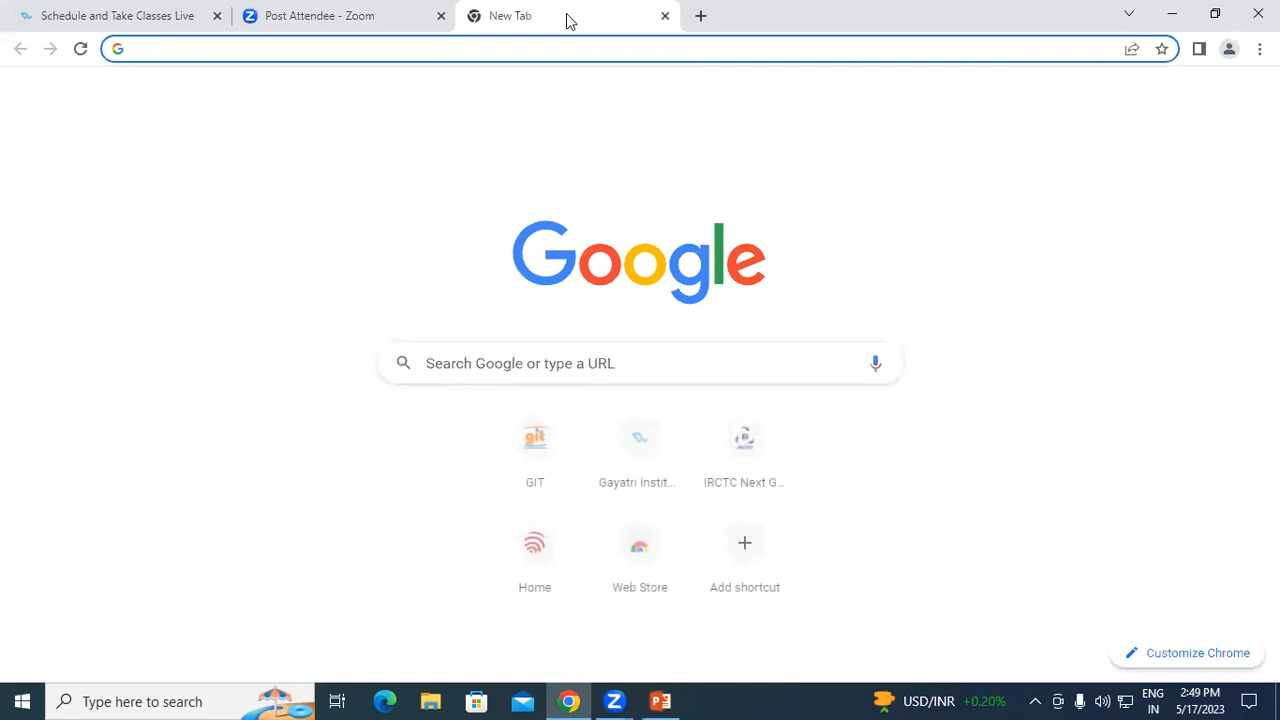 Schedule and Take Classes Live
Post Attendee - Zoom
New Tab
Google
Search Google or type a URL
git
GIT
Gayatri Instit...
IRCTC Next G...
Home
Web Store
Add shortcut
Customize Chrome
Type here to search
USD/INR +0.20%
ENG
IN
2:49 PM
5/17/2023